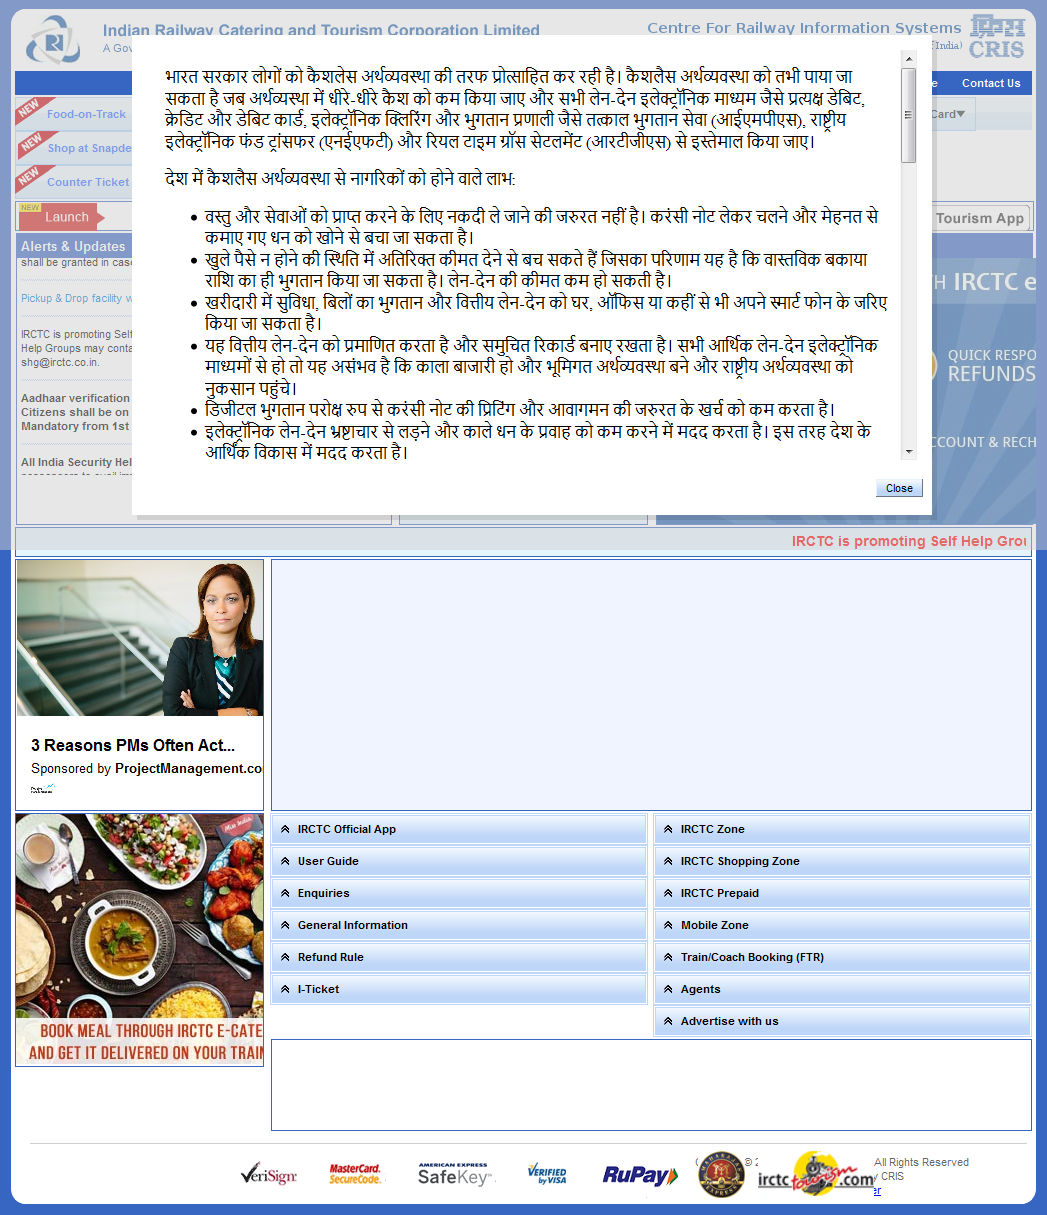 Indian Railway Catering and Tourism Corporation Limited
Centre For Railway Information Systems
of India)
CRIS
Contact Us
NEW
Food-on-Track
NEW
Shop at Snapde
NEW
Counter Ticket
Card
NEW
Launch
Tourism App
Alerts & Updates
shall be granted in case
Pickup & Drop facility
IRCTC is promoting Self
Help Groups may conta
shg@irctc.co.in.
Aadhaar verification
Citizens shall be on
Mandatory from 1st
All India Security Hel
IRCTC e
QUICK RESPO
REFUNDS
CCOUNT & RECH
भारत सरकार लोगों को कैशलेस अर्थव्यवस्था की तरफ प्रोत्साहित कर रही है। कैशलैस अर्थव्यवस्था को तभी पाया जा
सकता है जब अर्थव्यस्था में धीरे-धीरे कैश को कम किया जाए और सभी लेन-देन इलेक्ट्रॉनिक माध्यम जैसे प्रत्यक्ष डेबिट,
क्रेडिट और डेबिट कार्ड, इलेक्ट्रॉनिक क्लिरिंग और भुगतान प्रणाली जैसे तत्काल भुगतान सेवा (आईएमपीएस), राष्ट्रीय
इलेक्ट्रॉनिक फंड ट्रांसफर (एनईएफटी) और रियल टाइम ग्रॉस सेटलमेंट (आरटीजीएस) से इस्तेमाल किया जाए।
देश में कैशलैस अर्थव्यवस्था से नागरिकों को होने वाले लाभ:
• वस्तु और सेवाओं को प्राप्त करने के लिए नकदी ले जाने की जरुरत नहीं है। करंसी नोट लेकर चलने और मेहनत से
कमाए गए धन को खोने से बचा जा सकता है।
• खुले पैसे न होने की स्थिति में अतिरिक्त कीमत देने से बच सकते हैं जिसका परिणाम यह है कि वास्तविक बकाया
राशि का ही भुगतान किया जा सकता है। लेन-देन की कीमत कम हो सकती है।
• खरीदारी में सुविधा, बिलों का भुगतान और वित्तीय लेन-देन को घर, ऑफिस या कहीं से भी अपने स्मार्ट फोन के जरिए
किया जा सकता है।
• यह वित्तीय लेन-देन को प्रमाणित करता है और समुचित रिकार्ड बनाए रखता है। सभी आर्थिक लेन-देन इलेक्ट्रॉनिक
माध्यमों से हो तो यह असंभव है कि काला बाजारी हो और भूमिगत अर्थव्यवस्था बने और राष्ट्रीय अर्थव्यवस्था को
नुकसान पहुंचे।
• डिजीटल भुगतान परोक्ष रुप से करंसी नोट की प्रिटिंग और आवागमन की जरुरत के खर्च को कम करता है।
• इलेक्ट्रॉनिक लेन-देन भ्रष्टाचार से लड़ने और काले धन के प्रवाह को कम करने में मदद करता है। इस तरह देश के
आर्थिक विकास में मदद करता है।
Close
IRCTC is promoting Self Help Grou
3 Reasons PMs Often Act...
Sponsored by ProjectManagement.co
IRCTC Official App
IRCTC Zone
User Guide
IRCTC Shopping Zone
Enquiries
IRCTC Prepaid
General Information
Mobile Zone
Refund Rule
Train/Coach Booking (FTR)
I-Ticket
Agents
Advertise with us
BOOK MEAL THROUGH IRCTC E-CATE
AND GET IT DELIVERED ON YOUR TRAIN
VeriSign
MasterCard.
SecureCode.
AMERICAN EXPRESS
SafeKey
VERIFIED
by VISA
RuPay
MAHARAJAS
EXPRESS
irctc tourism .com
All Rights Reserved
CRIS